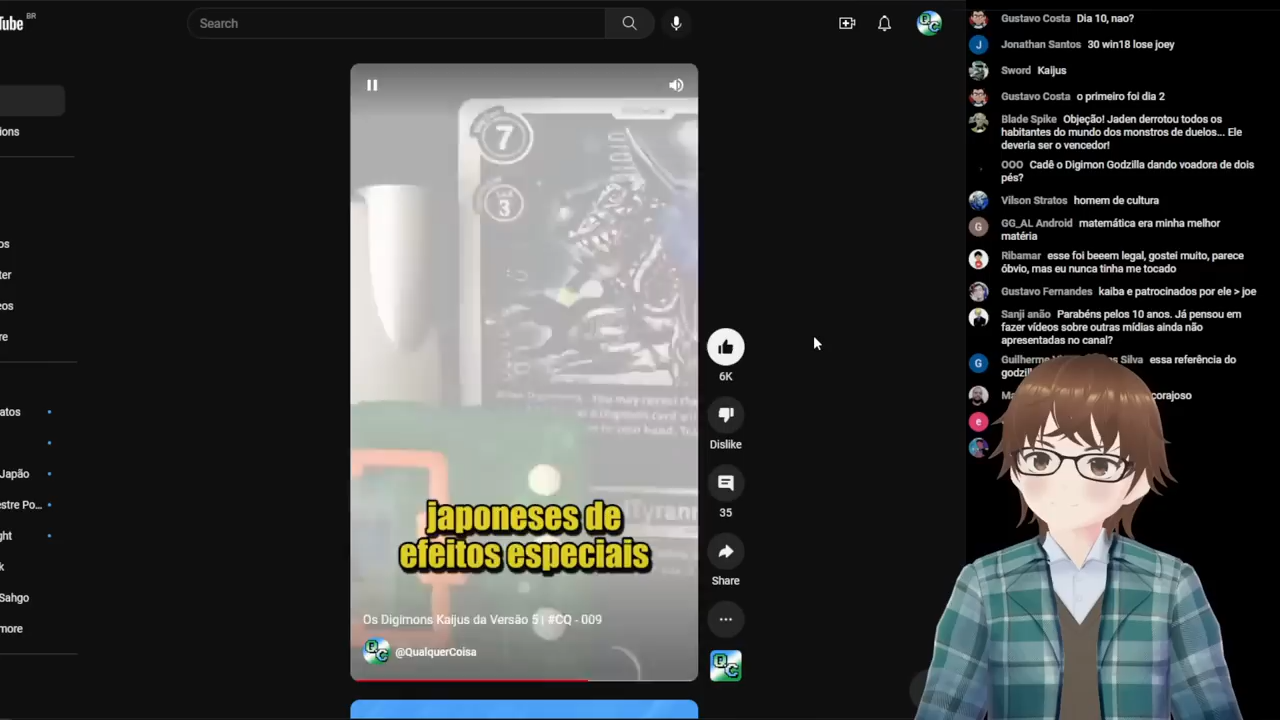 Tube BR
Search
ions
os
ter
eos
re
atos
Japão
estre Po...
ght
k
Sahgo
more
7
3
japoneses de
efeitos especiais
Os Digimons Kaijus da Versão 5 | #CQ - 009
@QualquerCoisa
6K
Dislike
35
Share
Gustavo Costa Dia 10, nao?
Jonathan Santos 30 win18 lose joey
Sword Kaijus
Gustavo Costa o primeiro foi dia 2
Blade Spike Objeção! Jaden derrotou todos os
habitantes do mundo dos monstros de duelos... Ele
deveria ser o vencedor!
OOO Cadê o Digimon Godzilla dando voadora de dois
pés?
Vilson Stratos homem de cultura
GG_AL Android matemática era minha melhor
matéria
Ribamar esse foi beeem legal, gostei muito, parece
óbvio, mas eu nunca tinha me tocado
Gustavo Fernandes kaiba e patrocinados por ele > joe
Sanji anão Parabéns pelos 10 anos. Já pensou em
fazer vídeos sobre outras mídias ainda não
apresentadas no canal?
Silva essa referência do
corajoso